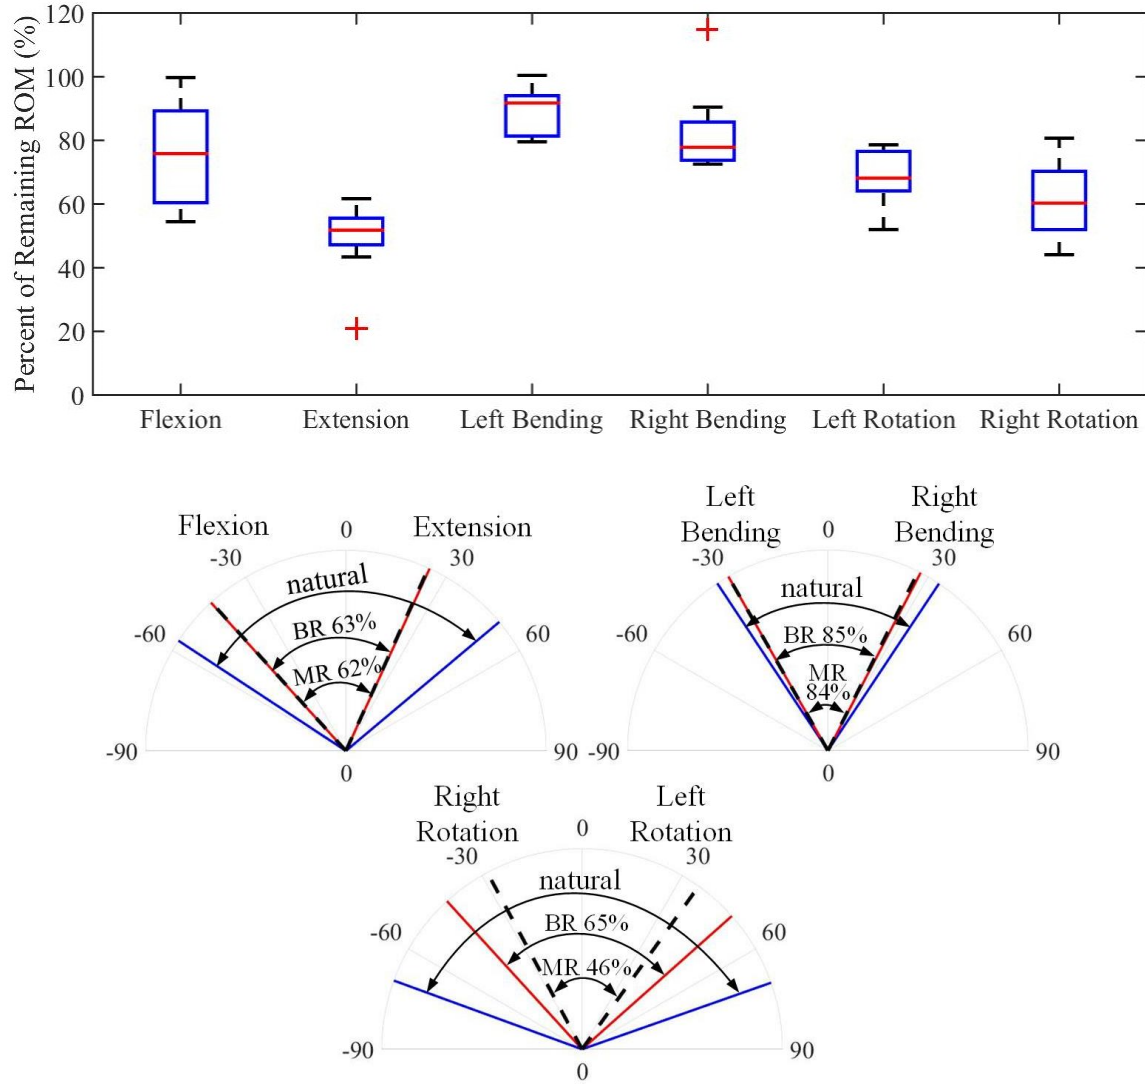 Percent of Remaining ROM (%)
120
100
80
60
40
20
0
Flexion
Extension
Left Bending
Right Bending
Left Rotation
Right Rotation
Flexion
0
Extension
-30
30
natural
-60
60
BR 63%
MR 62%
-90
90
0
Left
Bending
Right
Bending
0
-30
30
natural
-60
60
BR 85%
MR
84%
-90
90
0
Right
Rotation
Left
Rotation
0
-30
30
natural
-60
60
BR 65%
MR 46%
-90
90
0